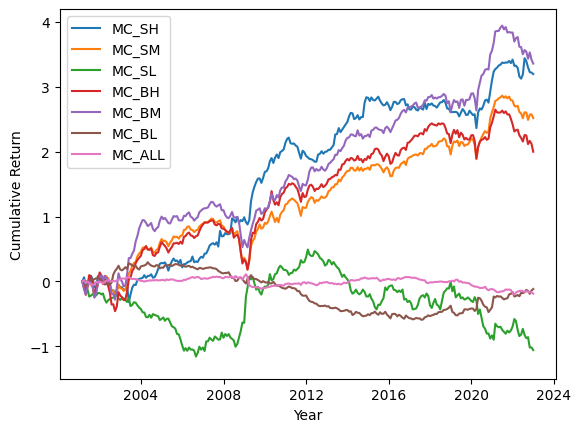 MC_SH
MC_SM
MC_SL
MC_BH
MC_BM
MC_BL
MC_ALL
Cumulative Return
4
3
2
1
0
−1
2004 2008 2012 2016 2020 2024
Year